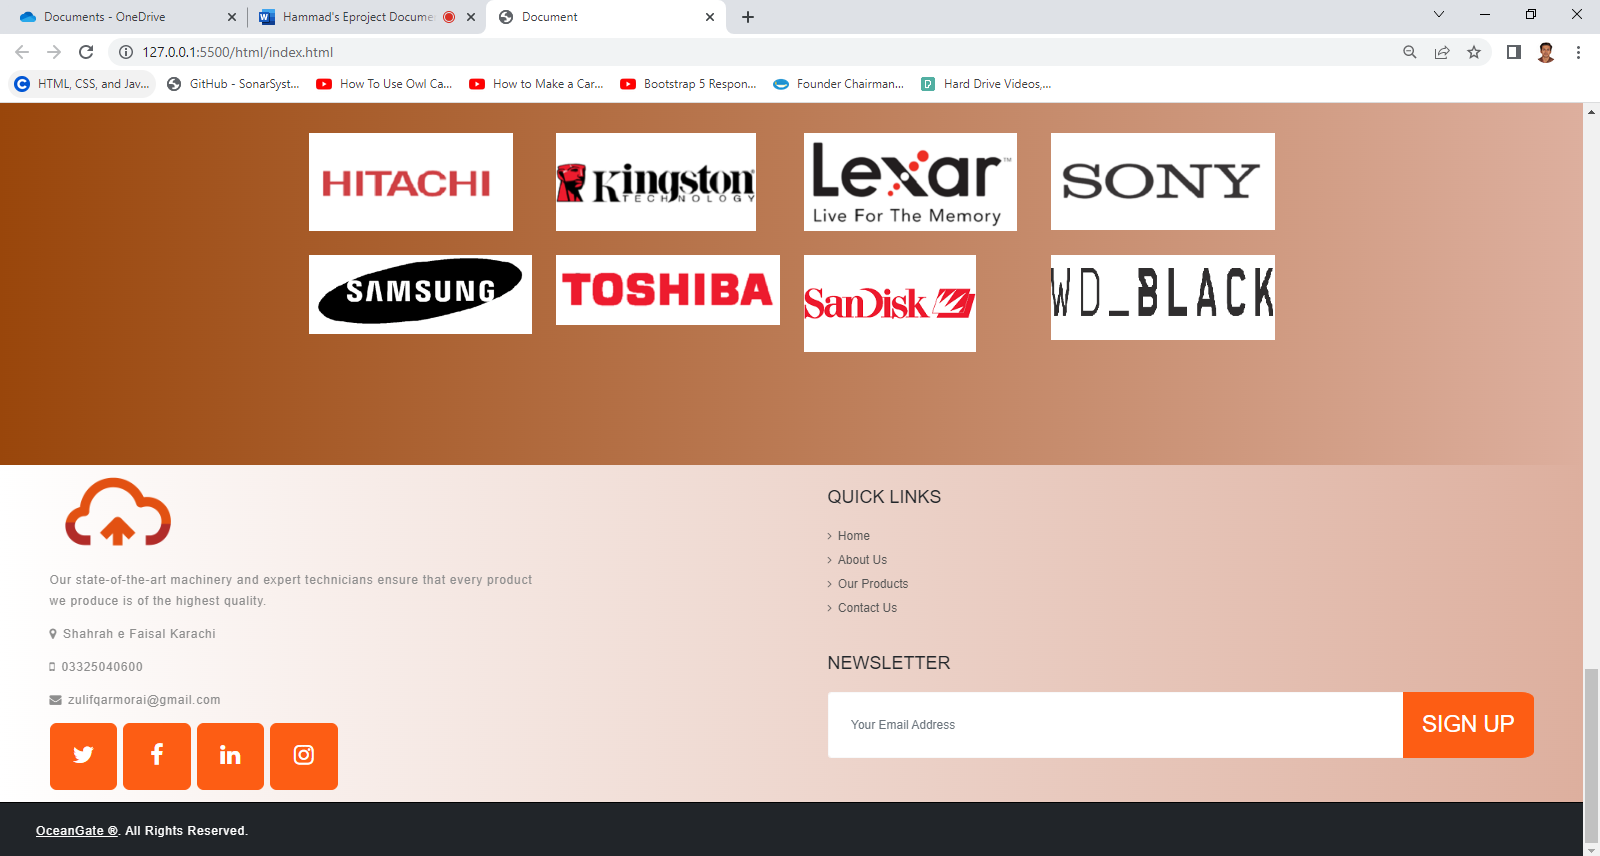 Documents - OneDrive
Hammad's Eproject Docume
Document
127.0.0.1:5500/html/index.html
HTML, CSS, and Jav...
GitHub - SonarSyst...
How To Use Owl Ca...
How to Make a Car...
Bootstrap 5 Respon...
Founder Chairman...
Hard Drive Videos,...
HITACHI
Kingston
TECHNOLOGY
Lexar™
Live For The Memory
SONY
SAMSUNG
TOSHIBA
SanDisk
WD_BLACK
Our state-of-the-art machinery and expert technicians ensure that every product
we produce is of the highest quality.
Shahrah e Faisal Karachi
03325040600
zulifqarmorai@gmail.com
QUICK LINKS
Home
About Us
Our Products
Contact Us
NEWSLETTER
Your Email Address
SIGN UP
OceanGate ®. All Rights Reserved.